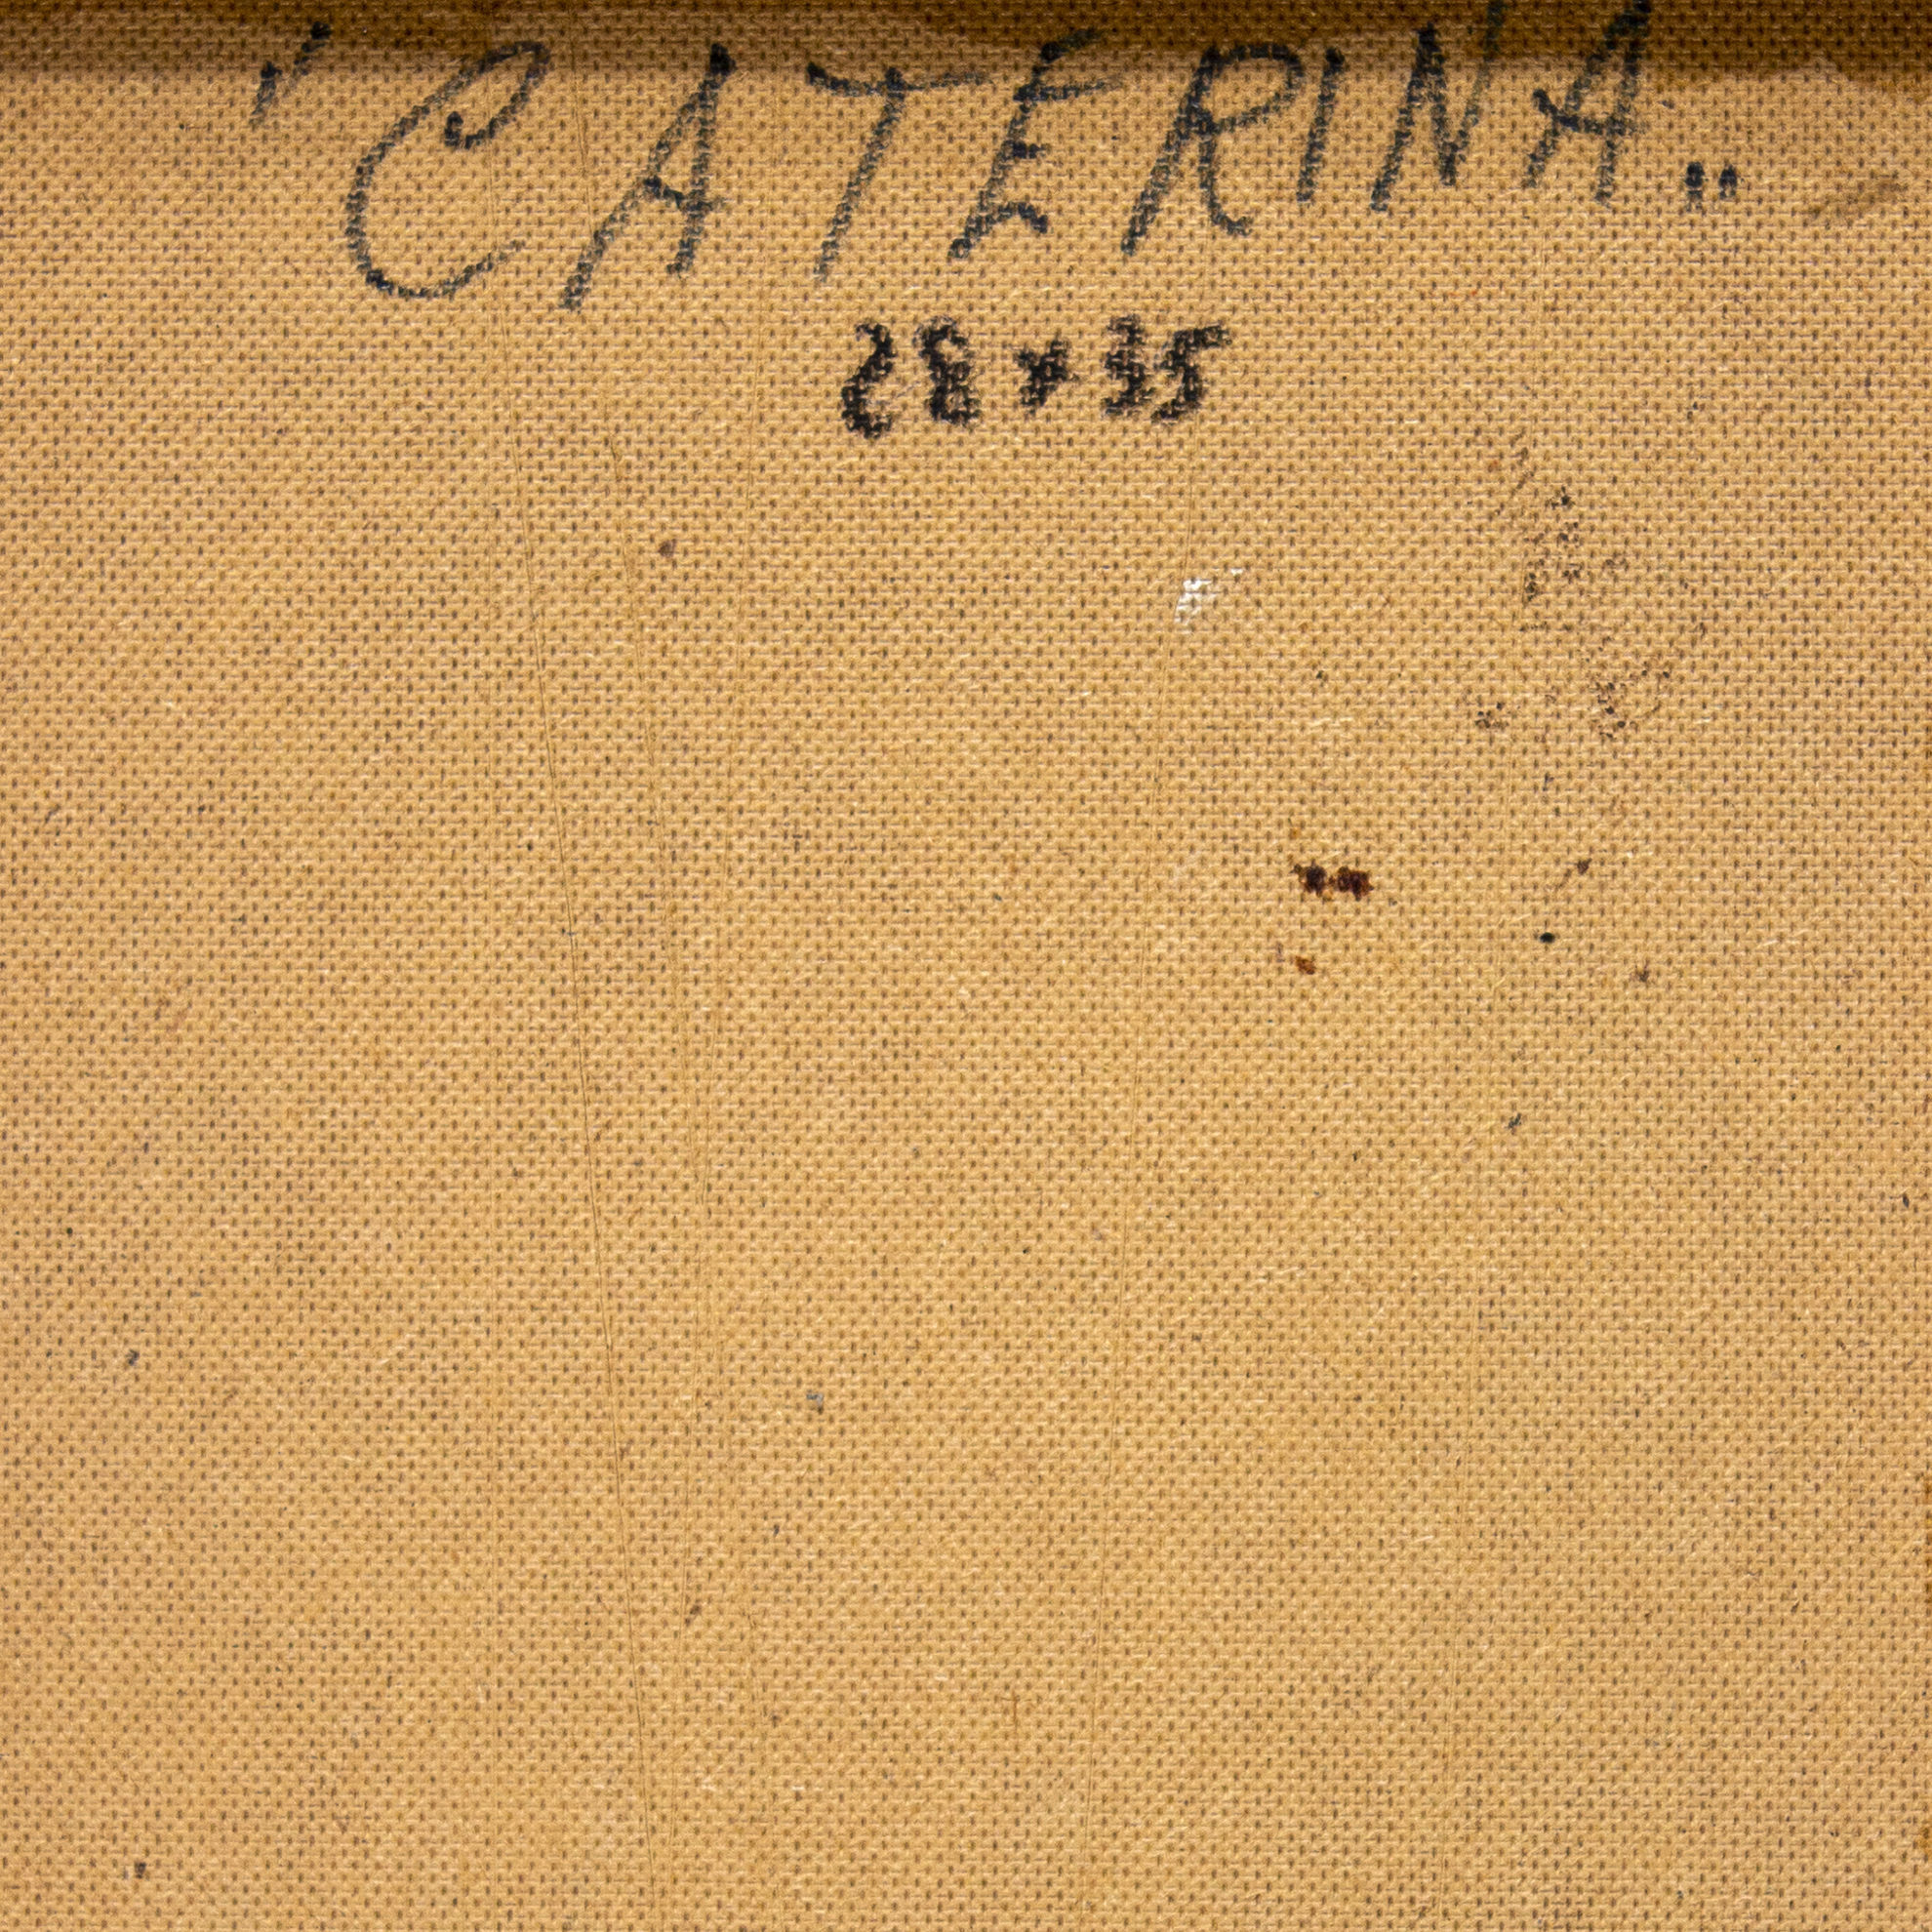 "CATERINA"
28 x 35